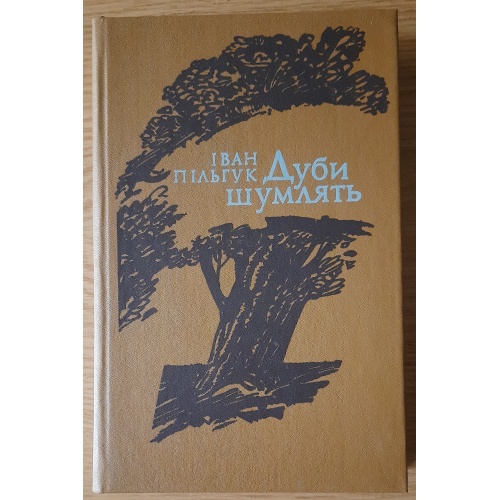 Іван
Пільгук
Дуби
шумлять